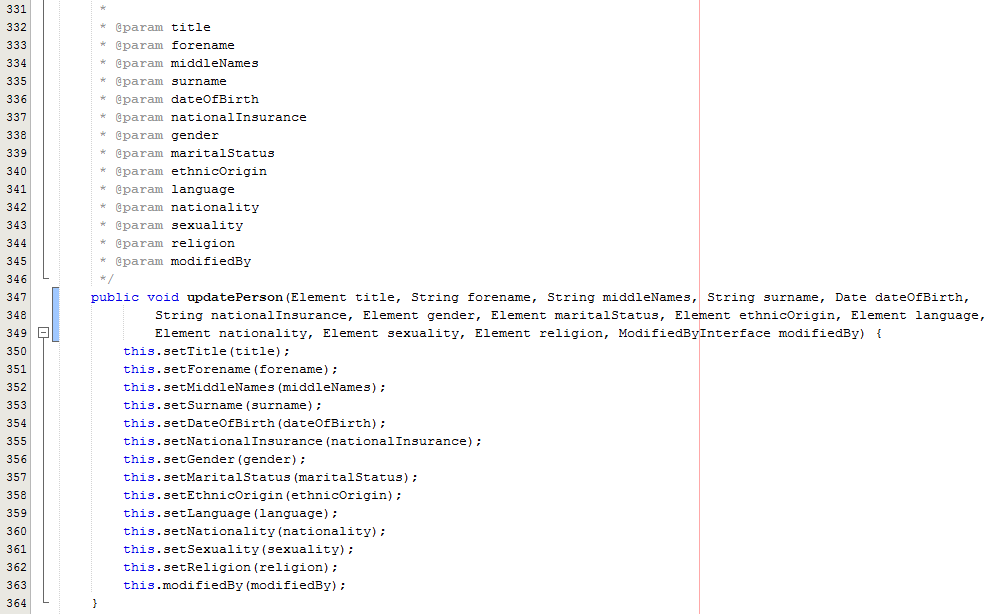 331 *
332 * @param title
333 * @param forename
334 * @param middleNames
335 * @param surname
336 * @param dateOfBirth
337 * @param nationalInsurance
338 * @param gender
339 * @param maritalStatus
340 * @param ethnicOrigin
341 * @param language
342 * @param nationality
343 * @param sexuality
344 * @param religion
345 * @param modifiedBy
346 */
347 public void updatePerson(Element title, String forename, String middleNames, String surname, Date dateOfBirth,
348 String nationalInsurance, Element gender, Element maritalStatus, Element ethnicOrigin, Element language,
349 Element nationality, Element sexuality, Element religion, ModifiedByInterface modifiedBy) {
350 this.setTitle(title);
351 this.setForename(forename);
352 this.setMiddleNames(middleNames);
353 this.setSurname(surname);
354 this.setDateOfBirth(dateOfBirth);
355 this.setNationalInsurance(nationalInsurance);
356 this.setGender(gender);
357 this.setMaritalStatus(maritalStatus);
358 this.setEthnicOrigin(ethnicOrigin);
359 this.setLanguage(language);
360 this.setNationality(nationality);
361 this.setSexuality(sexuality);
362 this.setReligion(religion);
363 this.modifiedBy(modifiedBy);
364 }